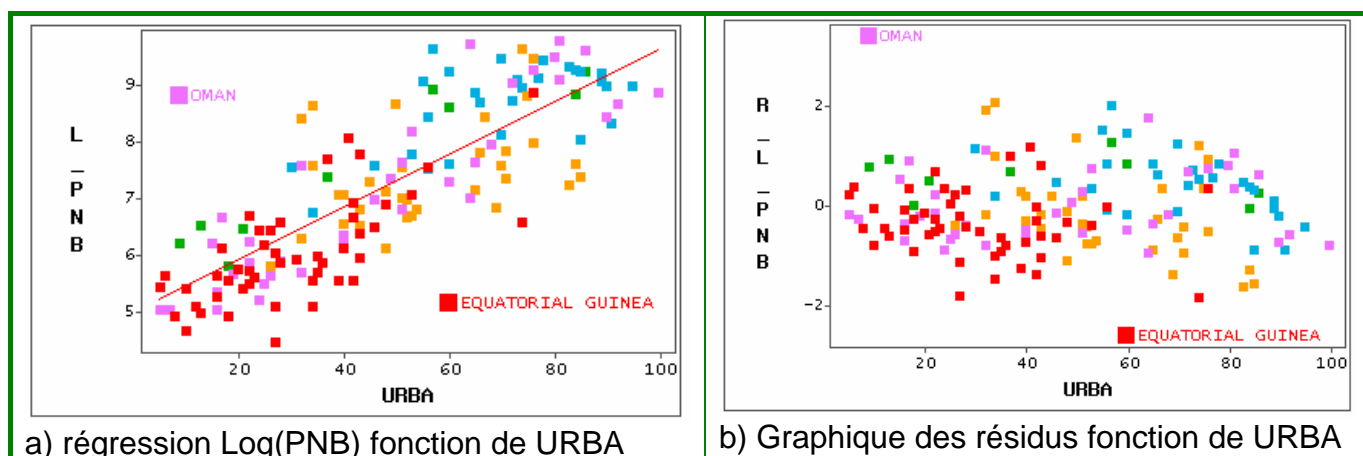 OMAN
L _ P N B
9
8
7
6
5
EQUATORIAL GUINEA
20 40 60 80 100
URBA
a) régression Log(PNB) fonction de URBA
OMAN
R _ L _ P N B
2
0
-2
EQUATORIAL GUINEA
20 40 60 80 100
URBA
b) Graphique des résidus fonction de URBA